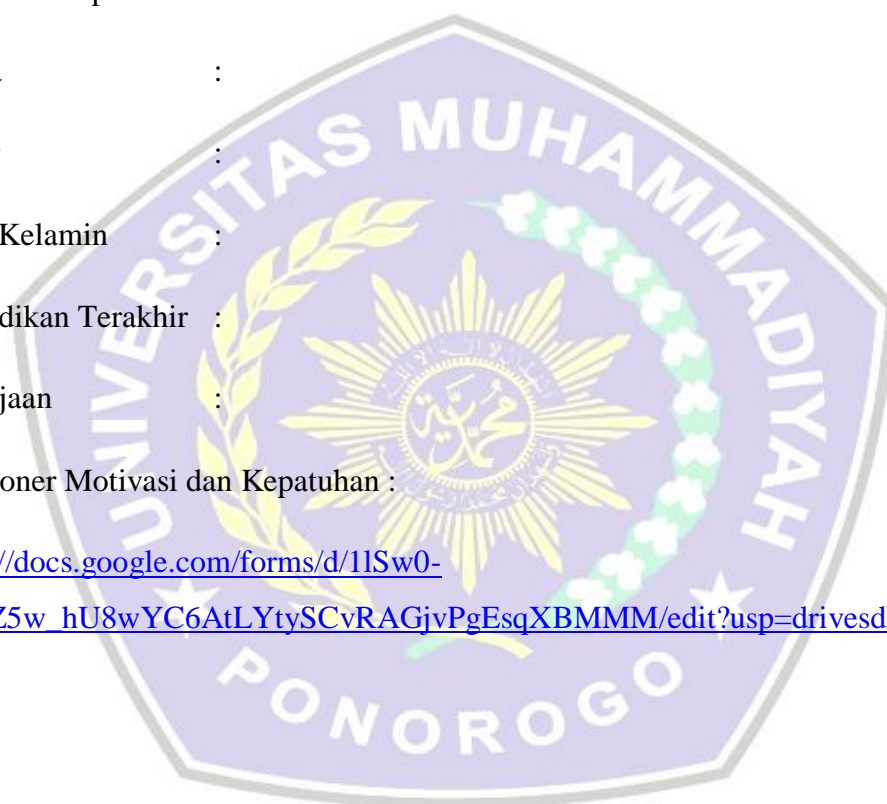 :
:
Kelamin :
dikan Terakhir :
jaan :
oner Motivasi dan Kepatuhan :
//docs.google.com/forms/d/1lSw0-
Z5w_hU8wYC6AtLYtySCvRAGjvPgEsqXBMMM/edit?usp=drivesd
UNIVERSITAS MUHAMMADIYAH
PONOROGO